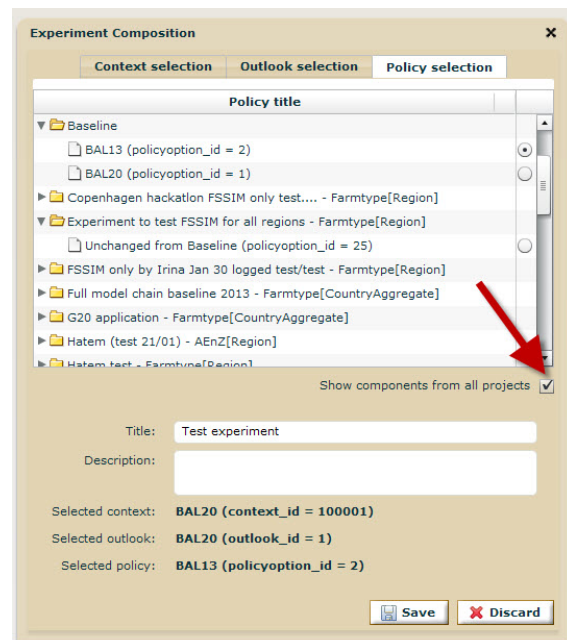 Experiment Composition
Context selection Outlook selection Policy selection
Policy title
Baseline
BAL13 (policyoption_id = 2)
BAL20 (policyoption_id = 1)
Copenhagen hackatlon FSSIM only test.... - Farmtype[Region]
Experiment to test FSSIM for all regions - Farmtype[Region]
Unchanged from Baseline (policyoption_id = 25)
FSSIM only by Irina Jan 30 logged test/test - Farmtype[Region]
Full model chain baseline 2013 - Farmtype[CountryAggregate]
G20 application - Farmtype[CountryAggregate]
Hatem (test 21/01) - AEnZ[Region]
Hatem test - Farmtype[Region]
Show components from all projects
Title: Test experiment
Description:
Selected context: BAL20 (context_id = 100001)
Selected outlook: BAL20 (outlook_id = 1)
Selected policy: BAL13 (policyoption_id = 2)
Save Discard